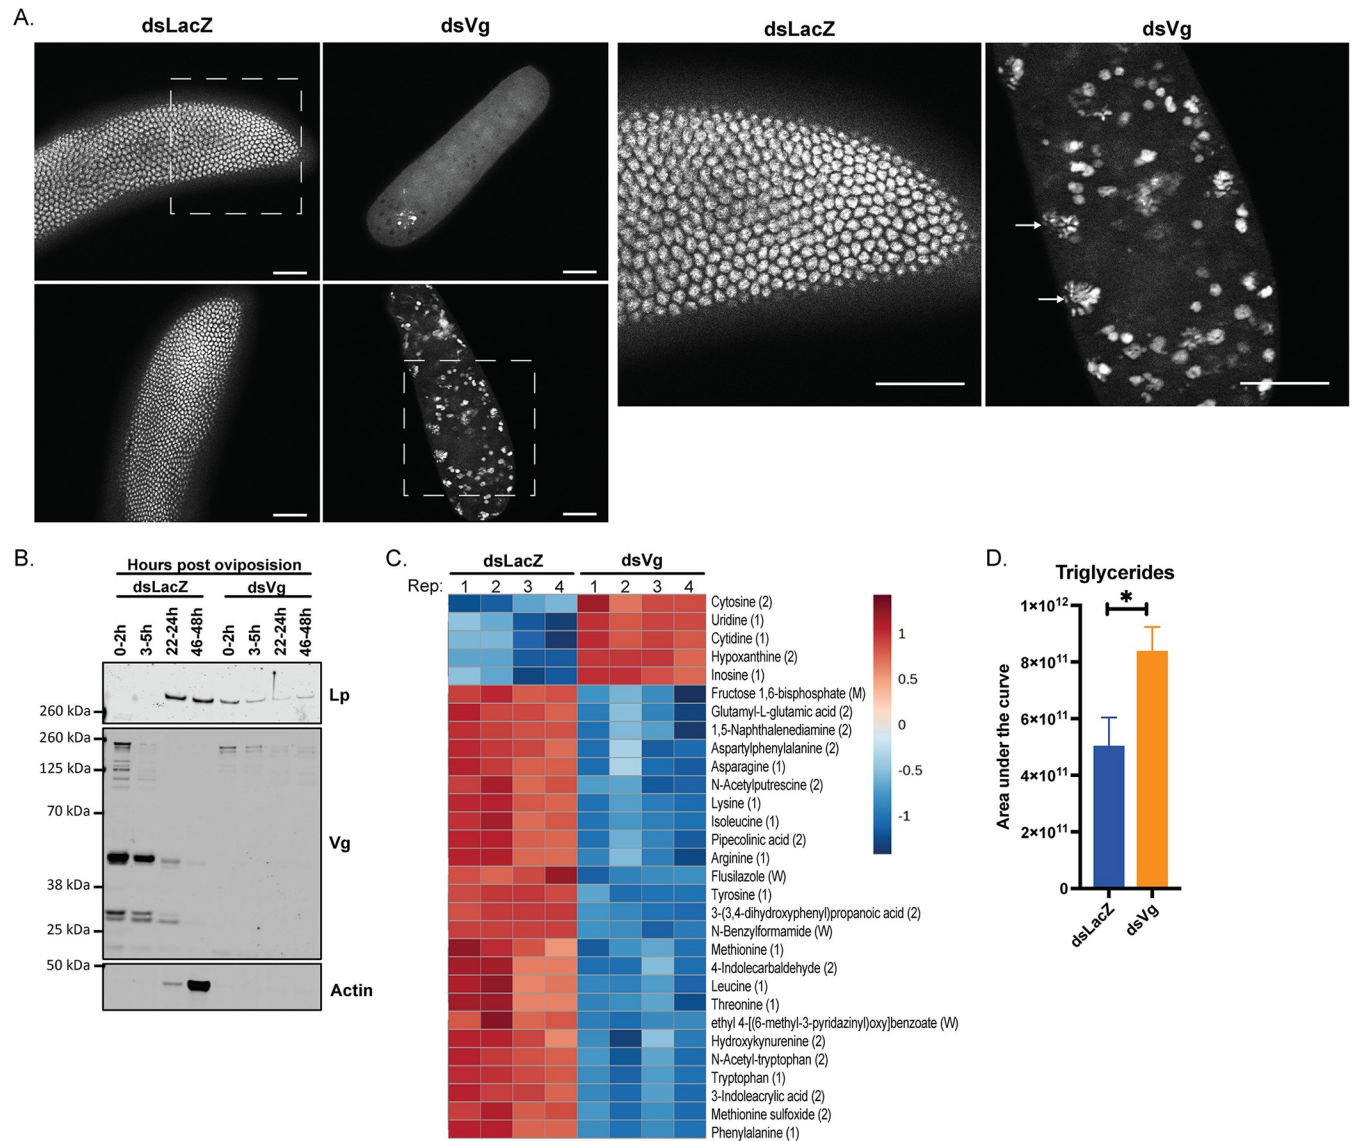 A.
dsLacZ
dsVg
dsLacZ
dsVg
B.
Hours post oviposision
dsLacZ
dsVg
0-2h
3-5h
22-24h
46-48h
0-2h
3-5h
22-24h
46-48h
Lp
260 kDa
260 kDa
125 kDa
70 kDa
Vg
38 kDa
25 kDa
50 kDa
Actin
C.
dsLacZ
dsVg
Rep: 1 2 3 4 1 2 3 4
Cytosine (2)
Uridine (1)
Cytidine (1)
Hypoxanthine (2)
Inosine (1)
Fructose 1,6-bisphosphate (M)
Glutamyl-L-glutamic acid (2)
1,5-Naphthalenediamine (2)
Aspartylphenylalanine (2)
Asparagine (1)
N-Acetylputrescine (2)
Lysine (1)
Isoleucine (1)
Pipecolinic acid (2)
Arginine (1)
Flusilazole (W)
Tyrosine (1)
3-(3,4-dihydroxyphenyl)propanoic acid (2)
N-Benzylformamide (W)
Methionine (1)
4-Indolecarbaldehyde (2)
Leucine (1)
Threonine (1)
ethyl 4-[(6-methyl-3-pyridazinyl)oxy]benzoate (W)
Hydroxykynurenine (2)
N-Acetyl-tryptophan (2)
Tryptophan (1)
3-Indoleacrylic acid (2)
Methionine sulfoxide (2)
Phenylalanine (1)
1
0.5
0
-0.5
-1
D.
Triglycerides
*
1×10¹²
8×10¹¹
6×10¹¹
4×10¹¹
2×10¹¹
0
Area under the curve
dsLacZ
dsVg